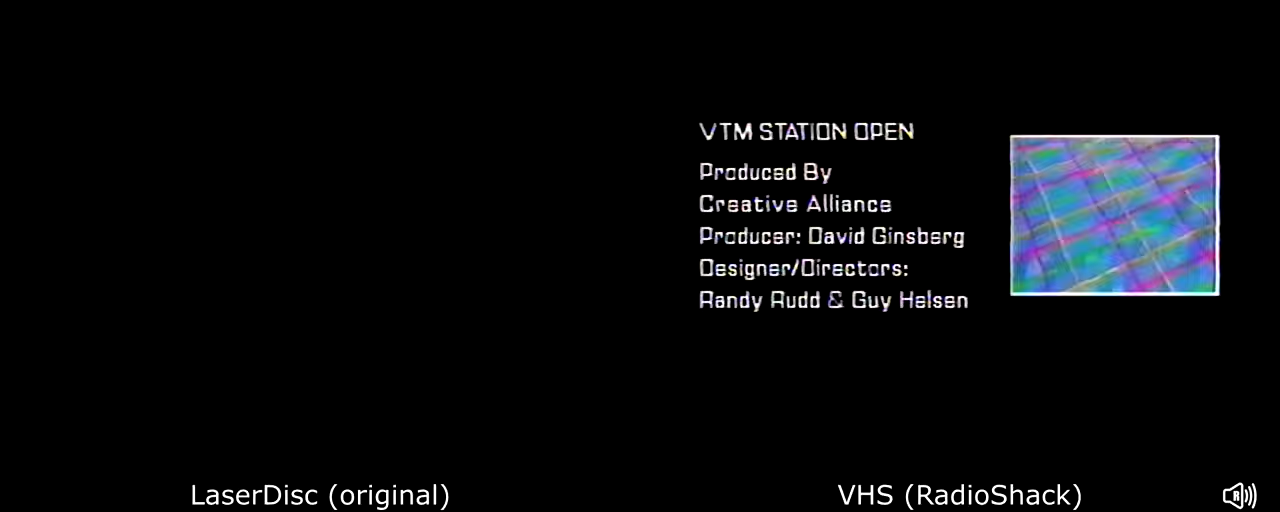 VTM STATION OPEN
Produced By
Creative Alliance
Producer: David Ginsberg
Designer/Directors:
Randy Rudd & Guy Helsen
LaserDisc (original)
VHS (RadioShack)
R